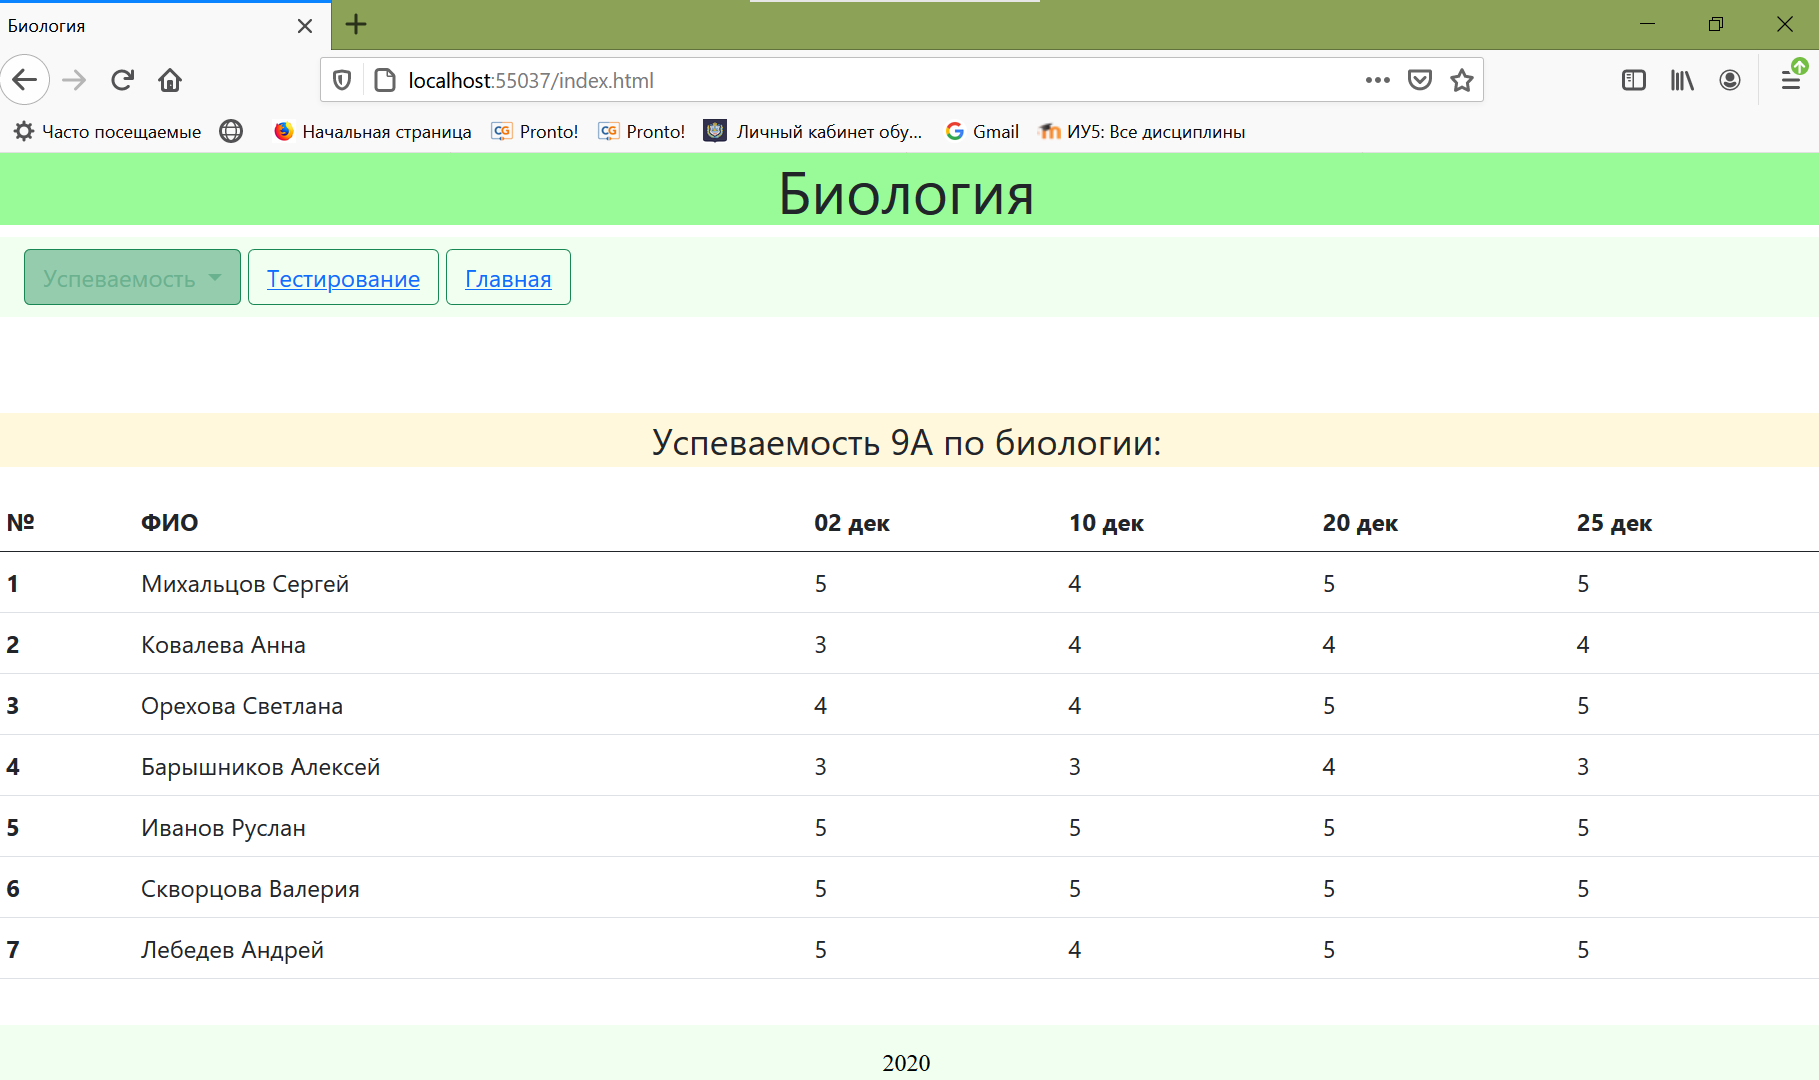 Биология
localhost:55037/index.html
Часто посещаемые Начальная страница Pronto! Pronto! Личный кабинет обу... Gmail ИУ5: Все дисциплины
Биология
Успеваемость Тестирование Главная
Успеваемость 9А по биологии:
№ ФИО 02 дек 10 дек 20 дек 25 дек
1 Михальцов Сергей 5 4 5 5
2 Ковалева Анна 3 4 4 4
3 Орехова Светлана 4 4 5 5
4 Барышников Алексей 3 3 4 3
5 Иванов Руслан 5 5 5 5
6 Скворцова Валерия 5 5 5 5
7 Лебедев Андрей 5 4 5 5
2020